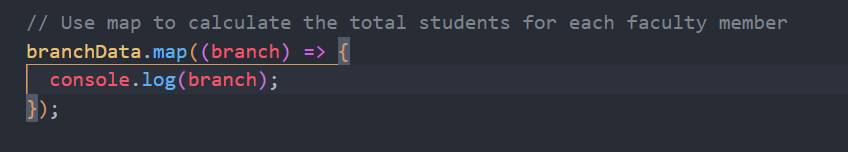 // Use map to calculate the total students for each faculty member
branchData.map((branch) => {
  console.log(branch);
});